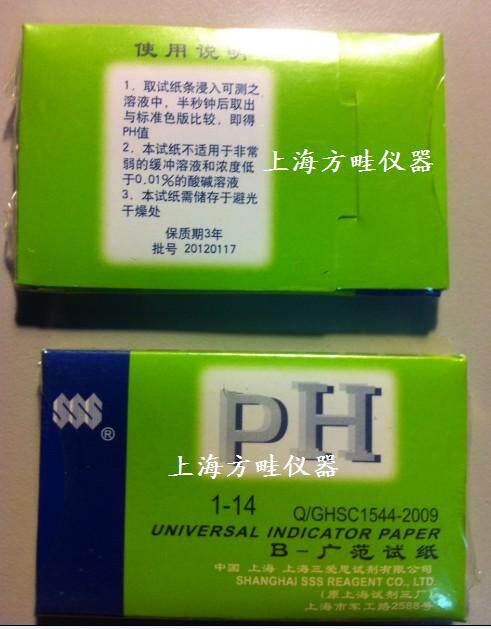 使用说明
1、取试纸条浸入可测之
溶液中，半秒钟后取出
与标准色版比较，即得
PH值
2、本试纸不适用于非常
弱的缓冲溶液和浓度低
于0.01%的酸碱溶液
3、本试纸需储存于避光
干燥处
保质期3年
批号 20120117
上海方畦仪器
SSS
®
PH
上海方畦仪器
1-14
Q/GHSC1544-2009
UNIVERSAL INDICATOR PAPER
B-广范试纸
中国 上海 上海三爱思试剂有限公司
SHANGHAI SSS REAGENT CO., LTD.
(原上海试剂三厂)
上海市军工路2588号